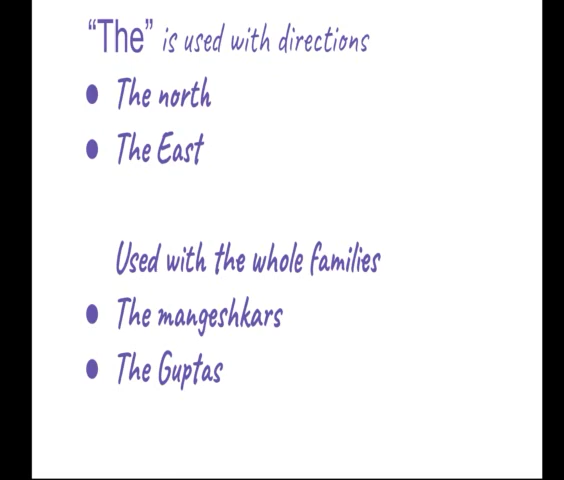 “The” is used with directions
● The north
● The East
Used with the whole families
● The mangeshkars
● The Guptas